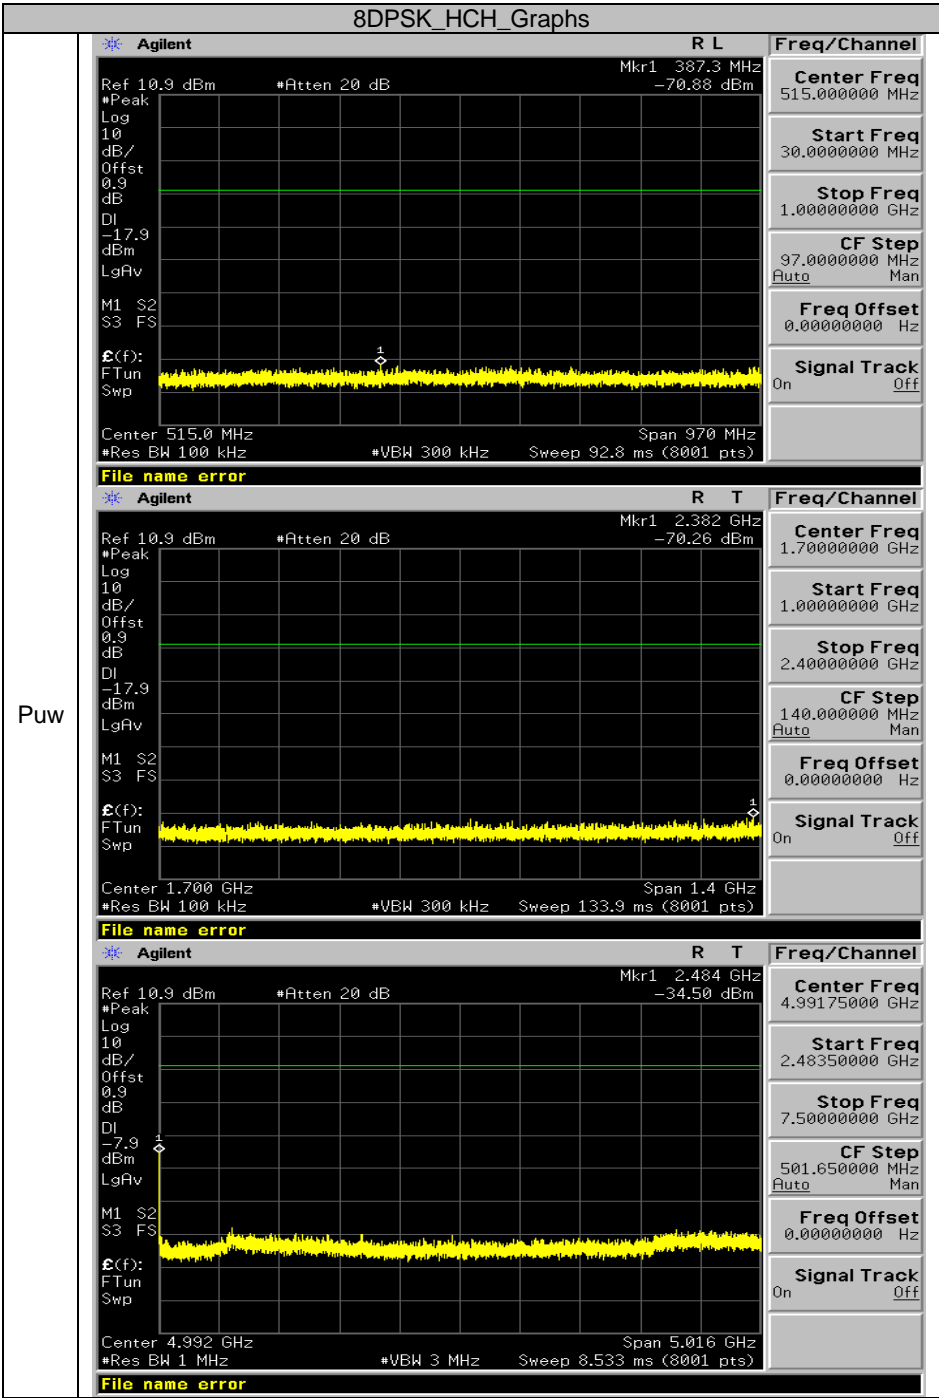 8DPSK_HCH_Graphs
Puw
Agilent R L Freq/Channel
Mkr1 387.3 MHz
Ref 10.9 dBm #Atten 20 dB -70.88 dBm
#Peak
Log
10
dB/
Offst
0.9
dB
DI
-17.9
dBm
LgAv
M1 S2
S3 FS
£(f):
FTun
Swp
1
Center 515.0 MHz Span 970 MHz
#Res BW 100 kHz #VBW 300 kHz Sweep 92.8 ms (8001 pts)
File name error
Center Freq
515.000000 MHz
Start Freq
30.0000000 MHz
Stop Freq
1.00000000 GHz
CF Step
97.0000000 MHz
Auto Man
Freq Offset
0.00000000 Hz
Signal Track
On Off
Agilent R T Freq/Channel
Mkr1 2.382 GHz
Ref 10.9 dBm #Atten 20 dB -70.26 dBm
#Peak
Log
10
dB/
Offst
0.9
dB
DI
-17.9
dBm
LgAv
M1 S2
S3 FS
£(f):
FTun
Swp
1
Center 1.700 GHz Span 1.4 GHz
#Res BW 100 kHz #VBW 300 kHz Sweep 133.9 ms (8001 pts)
File name error
Center Freq
1.70000000 GHz
Start Freq
1.00000000 GHz
Stop Freq
2.40000000 GHz
CF Step
140.000000 MHz
Auto Man
Freq Offset
0.00000000 Hz
Signal Track
On Off
Agilent R T Freq/Channel
Mkr1 2.484 GHz
Ref 10.9 dBm #Atten 20 dB -34.50 dBm
#Peak
Log
10
dB/
Offst
0.9
dB
DI
-7.9
dBm
LgAv
M1 S2
S3 FS
£(f):
FTun
Swp
1
Center 4.992 GHz Span 5.016 GHz
#Res BW 1 MHz #VBW 3 MHz Sweep 8.533 ms (8001 pts)
File name error
Center Freq
4.99175000 GHz
Start Freq
2.48350000 GHz
Stop Freq
7.50000000 GHz
CF Step
501.650000 MHz
Auto Man
Freq Offset
0.00000000 Hz
Signal Track
On Off